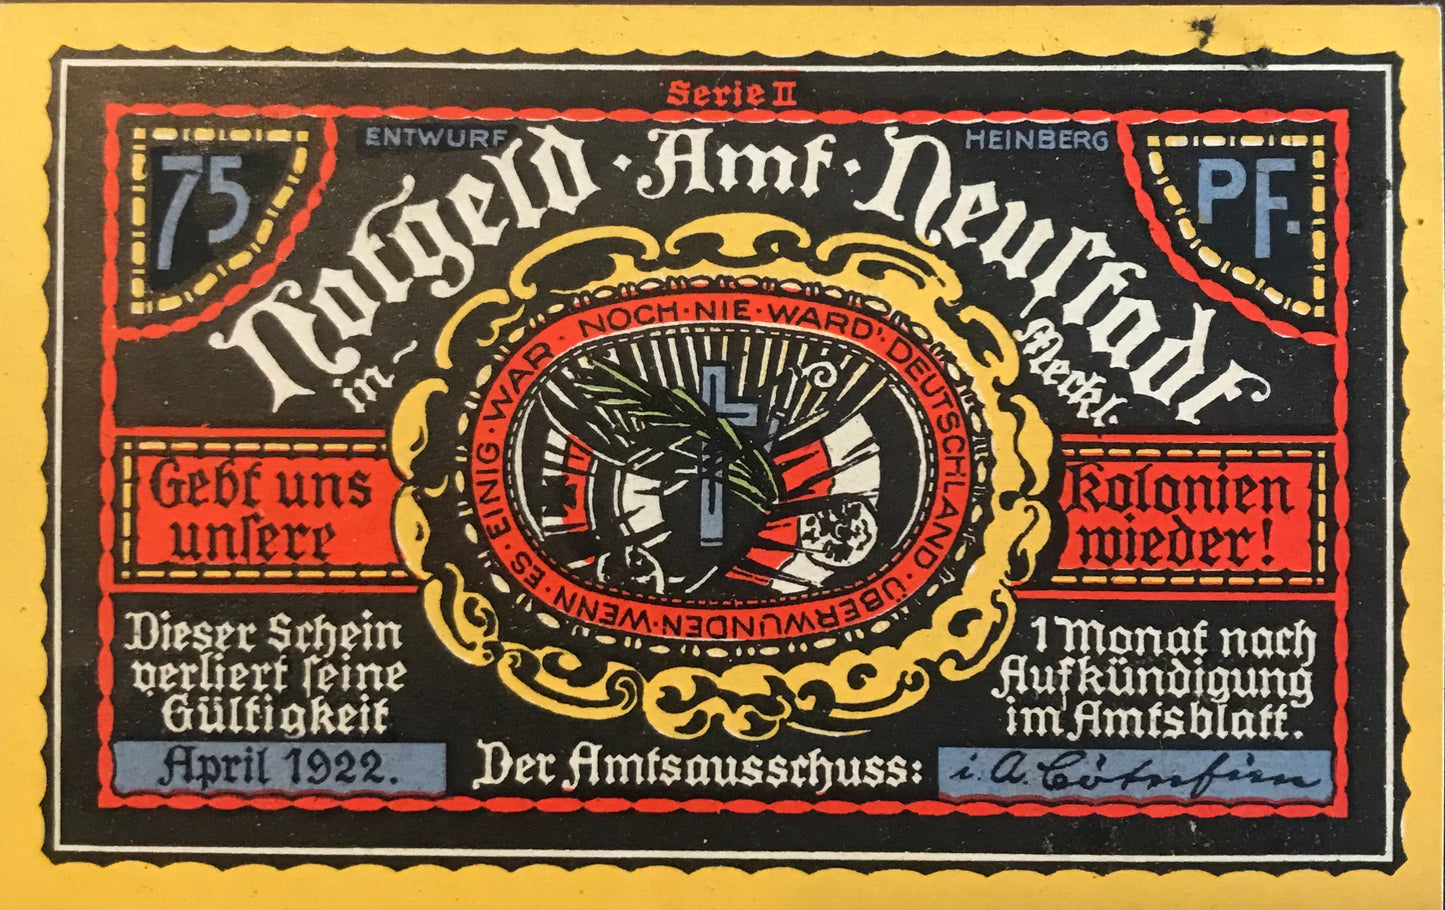 Serie II
ENTWURF HEINBERG
75
PF.
Notgeld · Amt · Neustadt
in Meckl.
NOCH · NIE · WARD' · DEUTSCHLAND · ÜBERWUNDEN · WENN · ES · EINIG · WAR ·
Gebt uns
unsere
Kolonien
wieder!
Dieser Schein
verliert seine
Gültigkeit
1 Monat nach
Aufkündigung
im Amtsblatt.
April 1922.
Der Amtsausschuss:
i. A.